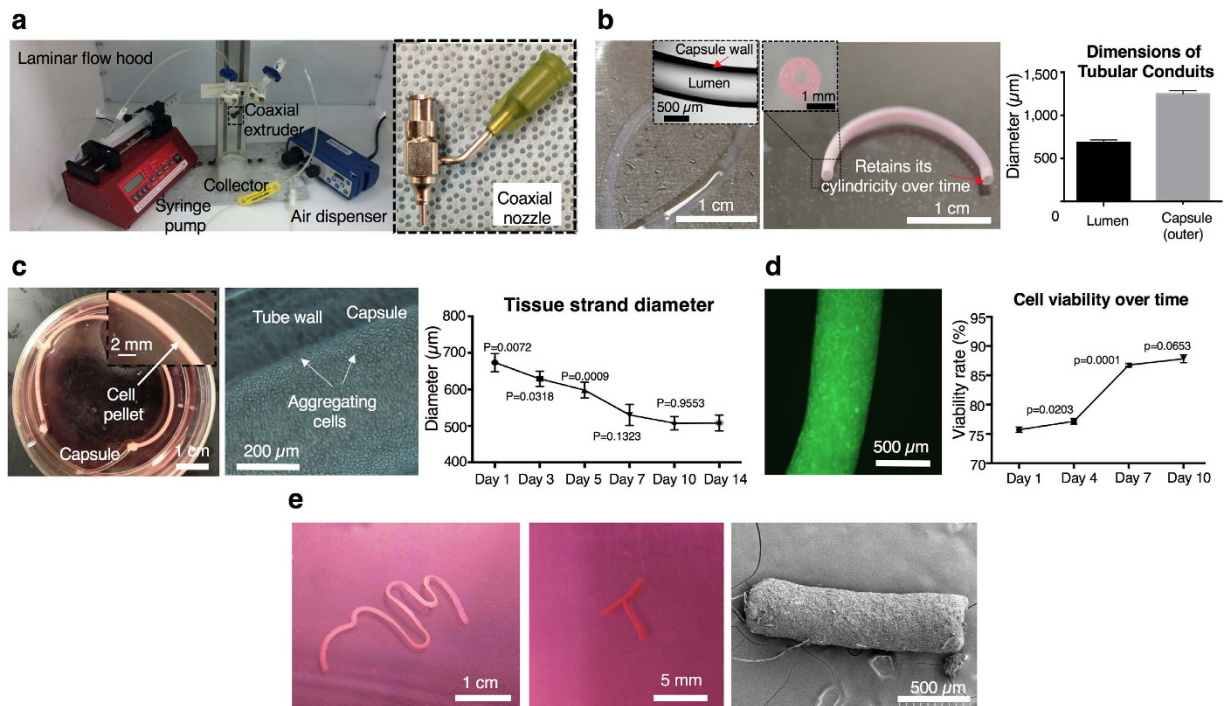 a
Laminar flow hood
Coaxial
extruder
Collector
Syringe
pump
Air dispenser
Coaxial
nozzle
b
Capsule wall
Lumen
500 µm
1 cm
1 mm
Retains its
cylindricity over time
1 cm
Dimensions of
Tubular Conduits
Diameter (µm)
1,500
1,000
500
0
Lumen
Capsule
(outer)
c
2 mm
Cell
pellet
Capsule
1 cm
Tube wall
Capsule
Aggregating
cells
200 µm
Tissue strand diameter
Diameter (µm)
800
700
600
500
400
P=0.0072
P=0.0318
P=0.0009
P=0.1323
P=0.9553
Day 1 Day 3 Day 5 Day 7 Day 10 Day 14
d
500 µm
Cell viability over time
Viability rate (%)
95
90
85
80
75
70
p=0.0203
p=0.0001
p=0.0653
Day 1 Day 4 Day 7 Day 10
e
1 cm
5 mm
500 µm